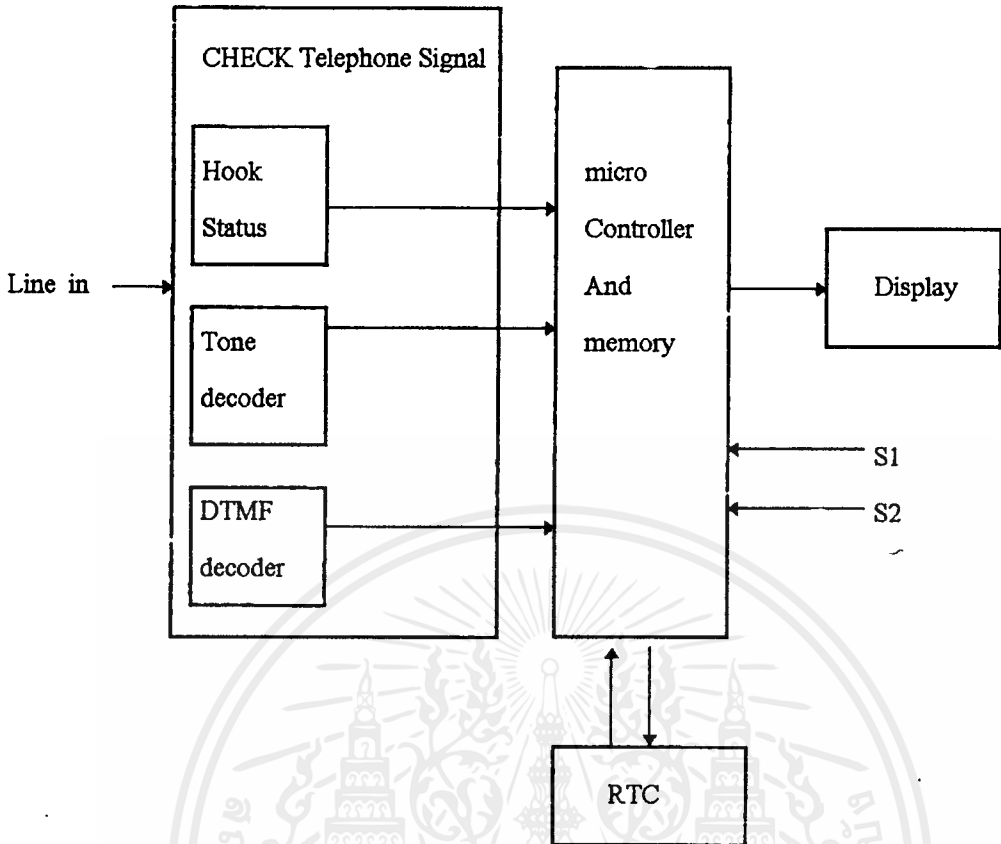 CHECK Telephone Signal
Hook
Status
Line in
Tone
decoder
DTMF
decoder
micro
Controller
And
memory
Display
S1
S2
RTC